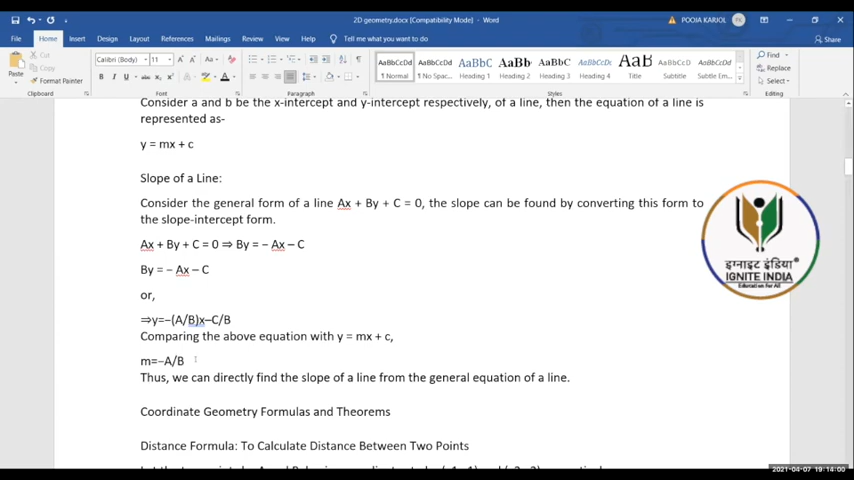 2D geometry.docx [Compatibility Mode] - Word
POOJA KARJOL PK
File Home Insert Design Layout References Mailings Review View Help Tell me what you want to do Share
Paste Cut Copy Format Painter
Calibri (Body) 11
AaBbCcDd AaBbCcDd AaBbC AaBb AaBbC AaBbCcD AaB AaBbCcD AaBbCcDd
Normal No Spac... Heading 1 Heading 2 Heading 3 Heading 4 Title Subtitle Subtle Em...
Find Replace Select
Clipboard Font Paragraph Styles Editing
Consider a and b be the x-intercept and y-intercept respectively, of a line, then the equation of a line is
represented as-
y = mx + c
Slope of a Line:
Consider the general form of a line Ax + By + C = 0, the slope can be found by converting this form to
the slope-intercept form.
Ax + By + C = 0 ⇒ By = − Ax – C
By = − Ax – C
or,
⇒y=−(A/B)x−C/B
Comparing the above equation with y = mx + c,
m=−A/B
Thus, we can directly find the slope of a line from the general equation of a line.
Coordinate Geometry Formulas and Theorems
Distance Formula: To Calculate Distance Between Two Points
इग्नाइट इंडिया
IGNITE INDIA
Education for All
2021-04-07 19:14:00